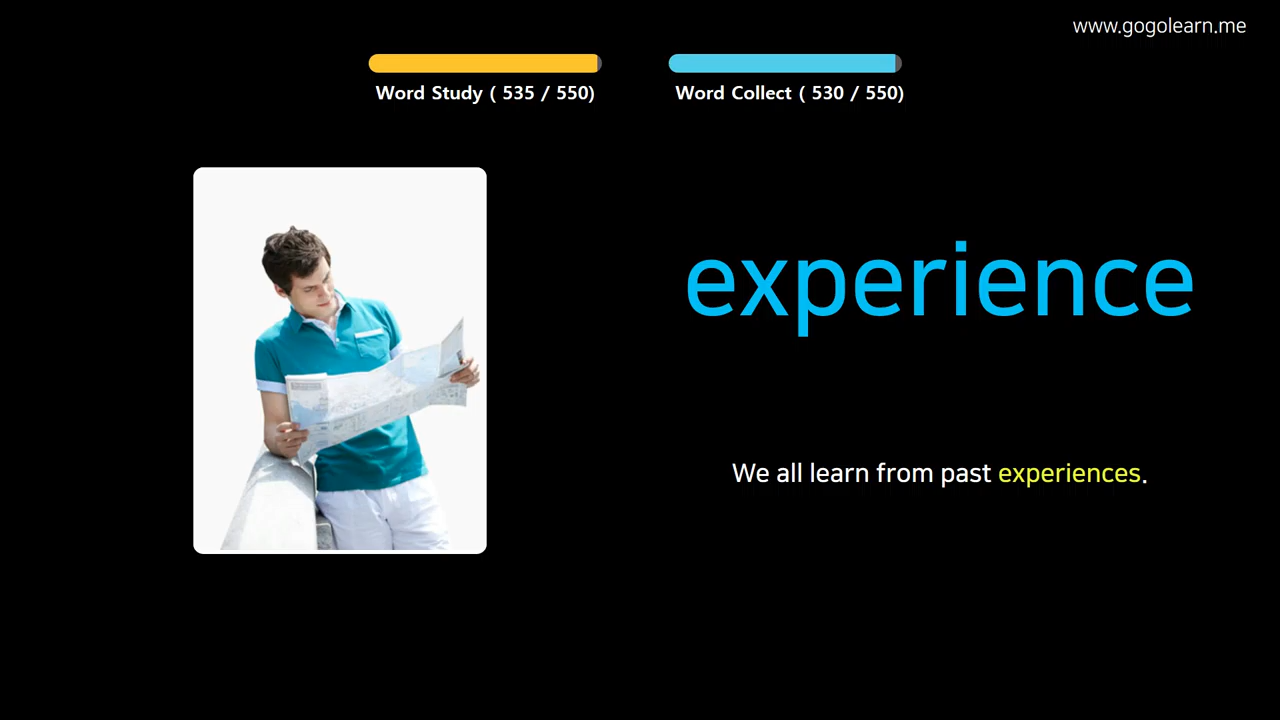 www.gogolearn.me
Word Study ( 535 / 550)
Word Collect ( 530 / 550)
experience
We all learn from past experiences.